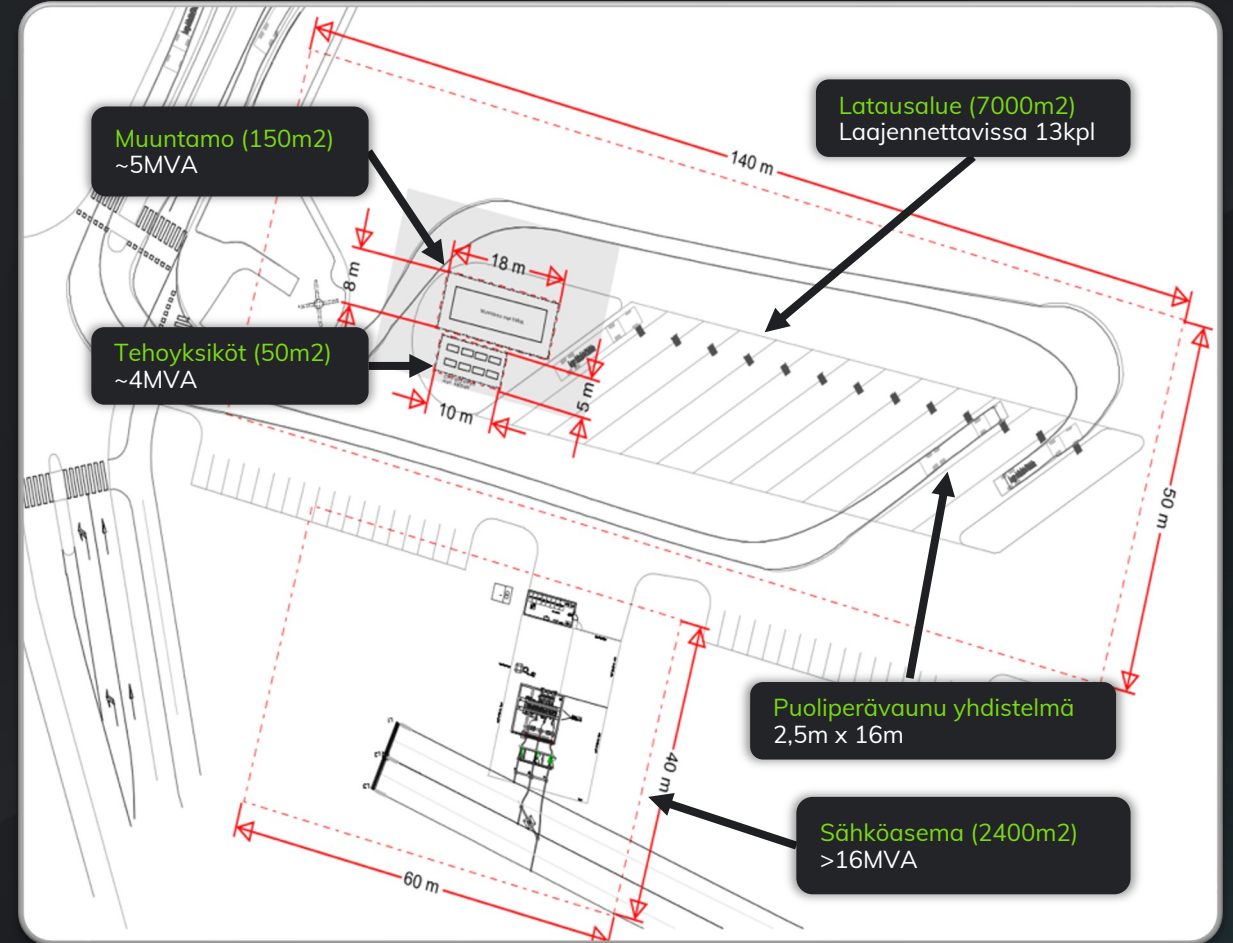 Muuntamo (150m2)
~5MVA
Latausalue (7000m2)
Laajennettavissa 13kpl
140 m
18 m
8 m
Tehoyksiköt (50m2)
~4MVA
10 m
5 m
50 m
Puoliperävaunu yhdistelmä
2,5m x 16m
40 m
Sähköasema (2400m2)
>16MVA
60 m